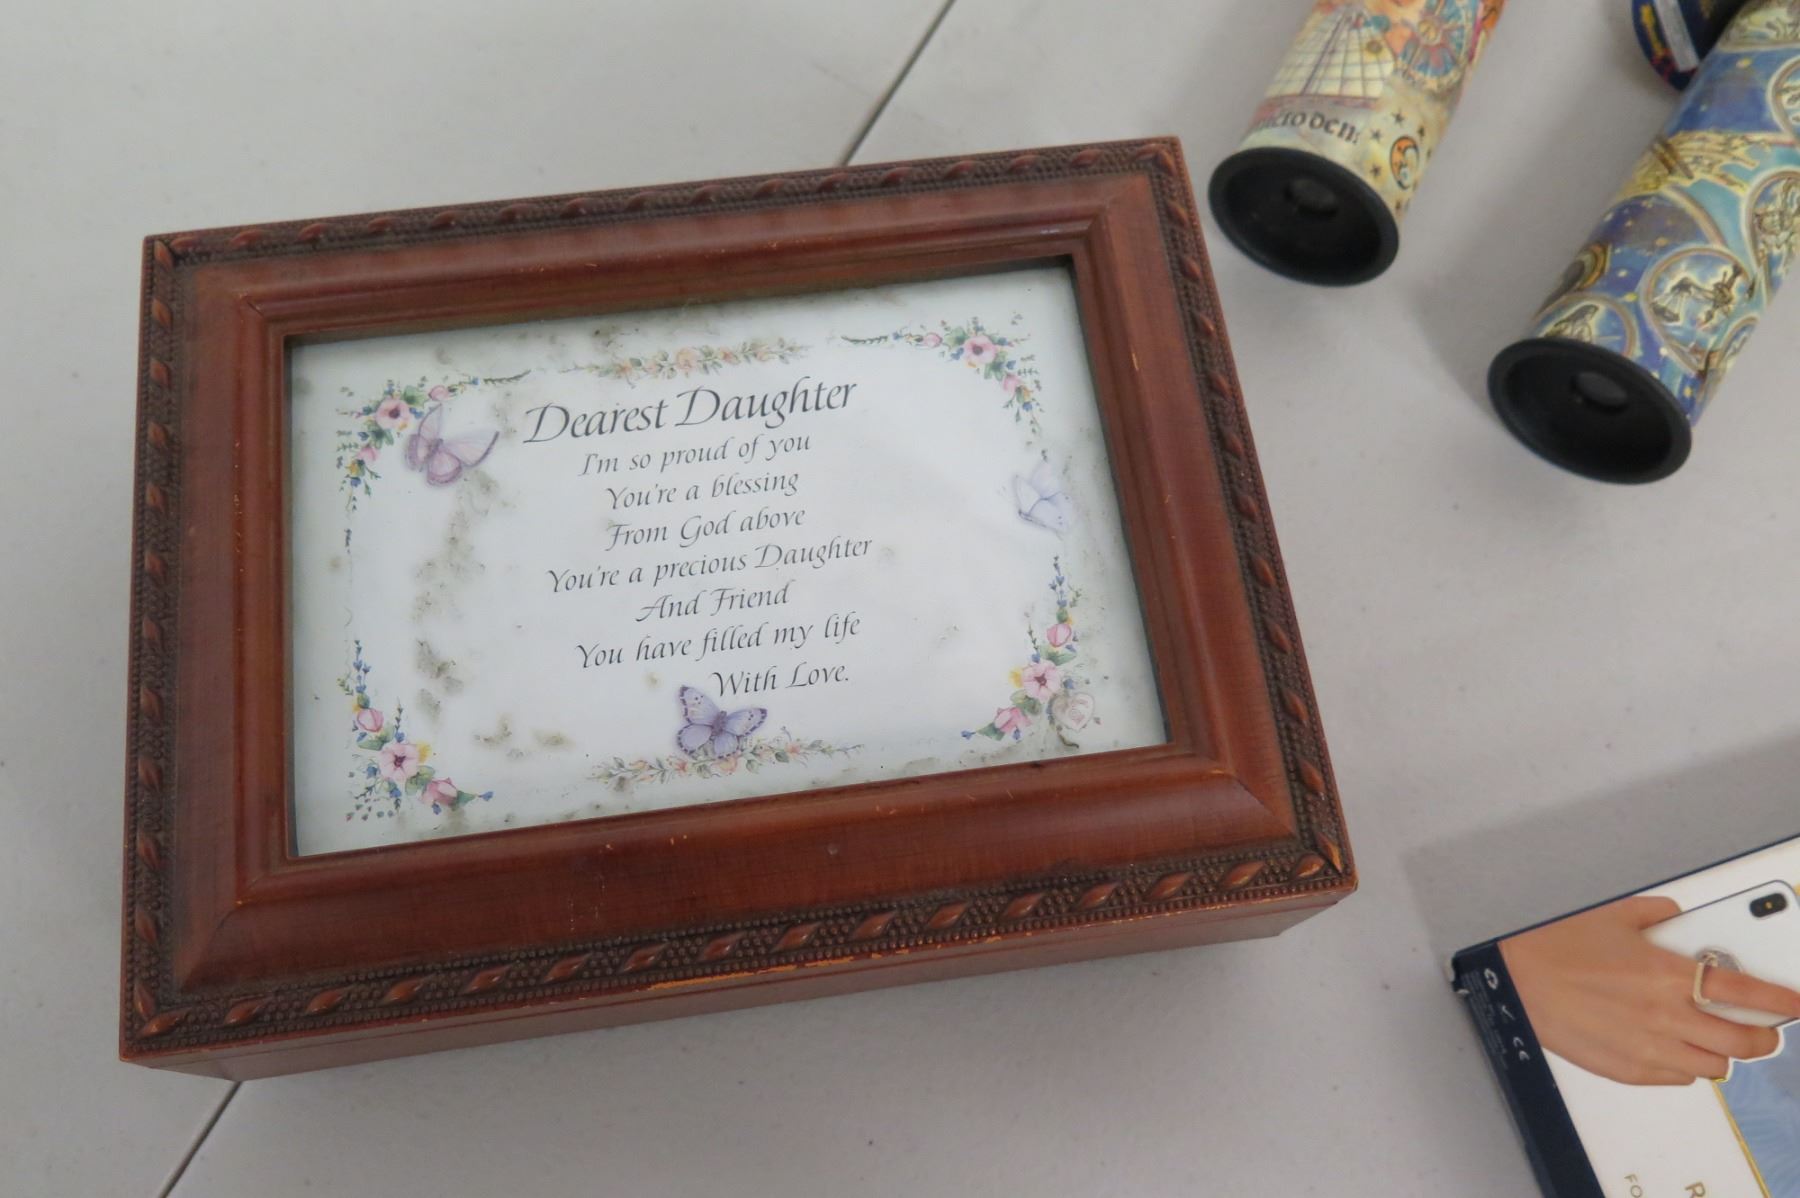 Dearest Daughter
I'm so proud of you
You're a blessing
From God above
You're a precious Daughter
And Friend
You have filled my life
With Love.
FO